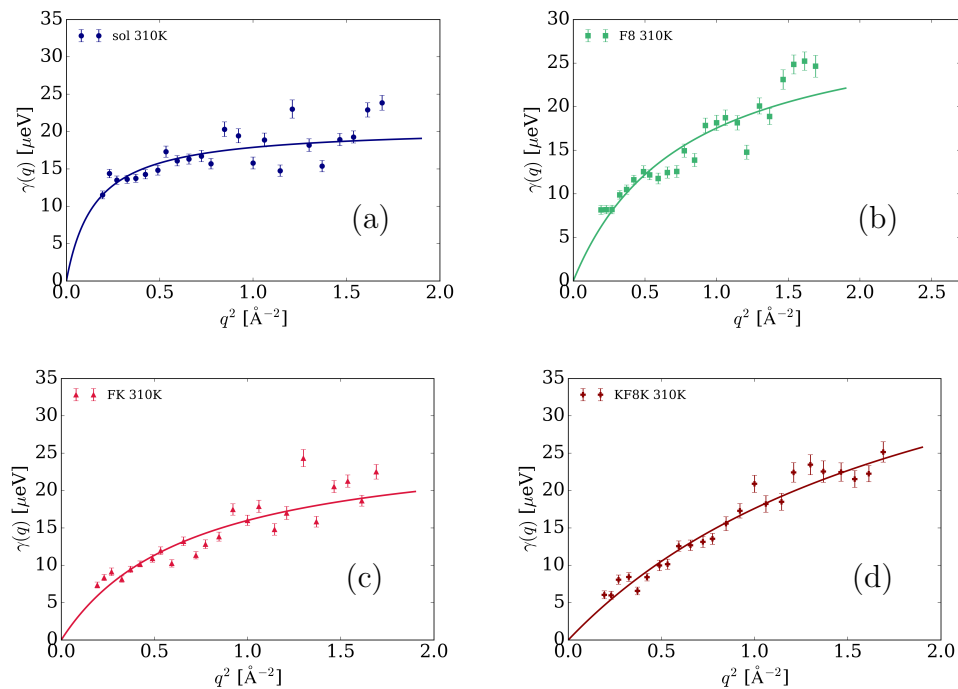 35
30
25
20
15
10
5
0
γ(q) [μeV]
sol 310K
(a)
0.0 0.5 1.0 1.5 2.0
q² [Å⁻²]
35
30
25
20
15
10
5
0
γ(q) [μeV]
F8 310K
(b)
0.0 0.5 1.0 1.5 2.0 2.5
q² [Å⁻²]
35
30
25
20
15
10
5
0
γ(q) [μeV]
FK 310K
(c)
0.0 0.5 1.0 1.5 2.0
q² [Å⁻²]
35
30
25
20
15
10
5
0
γ(q) [μeV]
KF8K 310K
(d)
0.0 0.5 1.0 1.5 2.0
q² [Å⁻²]